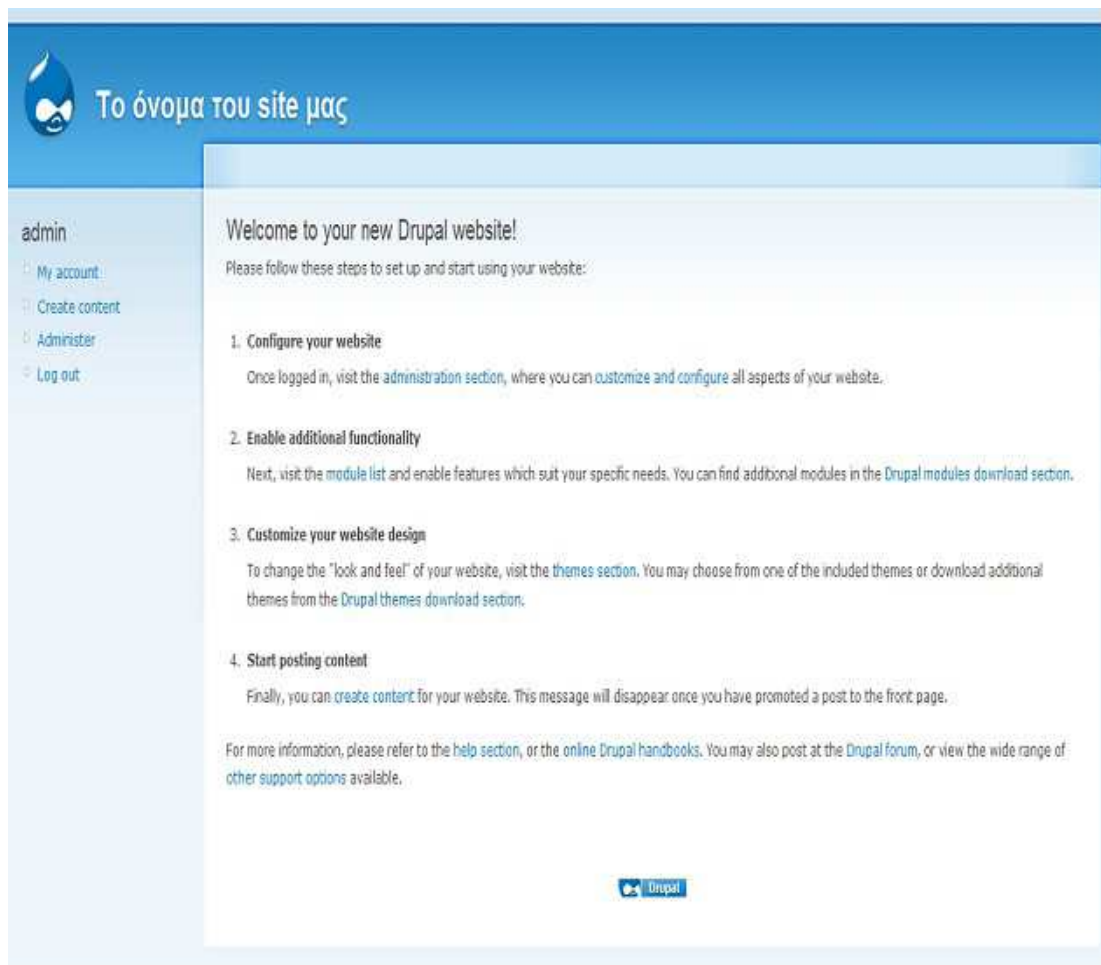 Το όνομα του site μας
admin
My account
Create content
Administer
Log out
Welcome to your new Drupal website!
Please follow these steps to set up and start using your website:
1. Configure your website
Once logged in, visit the administration section, where you can customize and configure all aspects of your website.
2. Enable additional functionality
Next, visit the module list and enable features which suit your specific needs. You can find additional modules in the Drupal modules download section.
3. Customize your website design
To change the "look and feel" of your website, visit the themes section. You may choose from one of the included themes or download additional
themes from the Drupal themes download section.
4. Start posting content
Finally, you can create content for your website. This message will disappear once you have promoted a post to the front page.
For more information, please refer to the help section, or the online Drupal handbooks. You may also post at the Drupal forum, or view the wide range of
other support options available.
Drupal